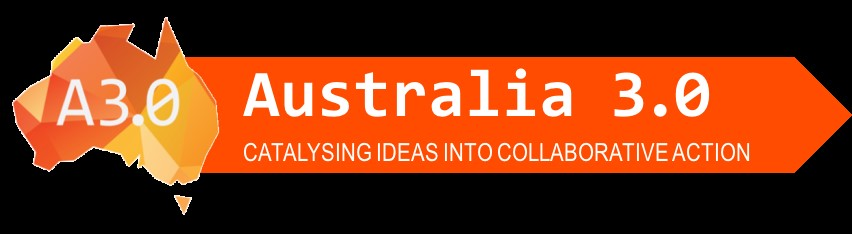 A3.0
Australia 3.0
CATALYSING IDEAS INTO COLLABORATIVE ACTION